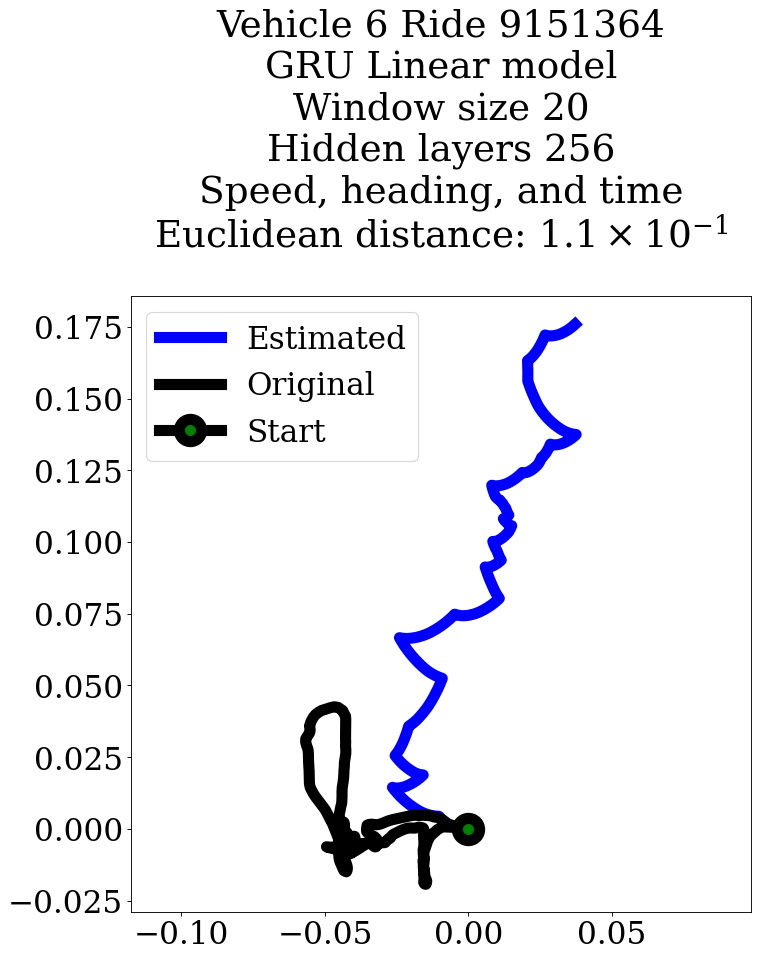 Vehicle 6 Ride 9151364
GRU Linear model
Window size 20
Hidden layers 256
Speed, heading, and time
Euclidean distance: 1.1 × 10⁻¹
Estimated
Original
Start
0.175
0.150
0.125
0.100
0.075
0.050
0.025
0.000
−0.025
−0.10 −0.05 0.00 0.05